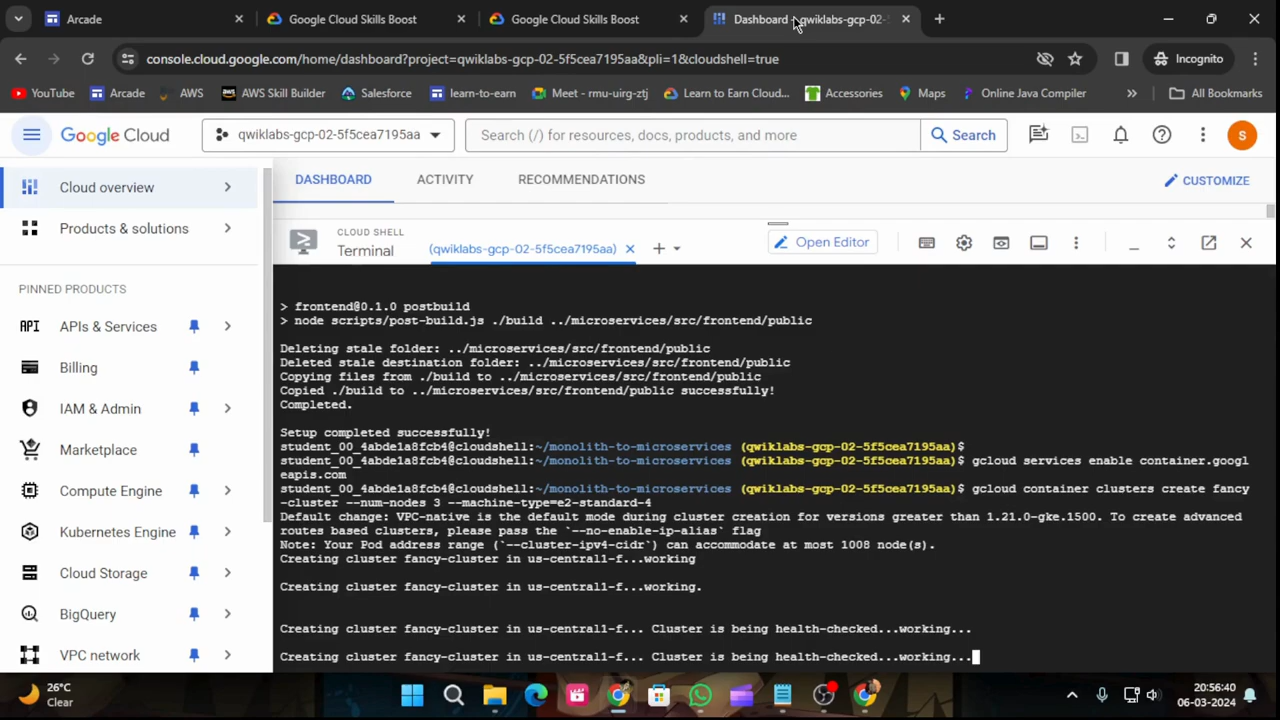 Arcade
Google Cloud Skills Boost
Google Cloud Skills Boost
Dashboard - qwiklabs-gcp-02-
console.cloud.google.com/home/dashboard?project=qwiklabs-gcp-02-5f5cea7195aa&pli=1&cloudshell=true
Incognito
YouTube
Arcade
AWS
AWS Skill Builder
Salesforce
learn-to-earn
Meet - rmu-uirg-ztj
Learn to Earn Cloud...
Accessories
Maps
Online Java Compiler
All Bookmarks
Google Cloud
qwiklabs-gcp-02-5f5cea7195aa
Search (/) for resources, docs, products, and more
Search
S
Cloud overview
Products & solutions
PINNED PRODUCTS
APIs & Services
Billing
IAM & Admin
Marketplace
Compute Engine
Kubernetes Engine
Cloud Storage
BigQuery
VPC network
DASHBOARD
ACTIVITY
RECOMMENDATIONS
CUSTOMIZE
CLOUD SHELL
Terminal
(qwiklabs-gcp-02-5f5cea7195aa)
Open Editor
> frontend@0.1.0 postbuild
> node scripts/post-build.js ./build ../microservices/src/frontend/public
Deleting stale folder: ../microservices/src/frontend/public
Deleted stale destination folder: ../microservices/src/frontend/public
Copying files from ./build to ../microservices/src/frontend/public
Copied ./build to ../microservices/src/frontend/public successfully!
Completed.
Setup completed successfully!
student_00_4abde1a8fcb4@cloudshell:~/monolith-to-microservices (qwiklabs-gcp-02-5f5cea7195aa)$
student_00_4abde1a8fcb4@cloudshell:~/monolith-to-microservices (qwiklabs-gcp-02-5f5cea7195aa)$ gcloud services enable container.googl
eapis.com
student_00_4abde1a8fcb4@cloudshell:~/monolith-to-microservices (qwiklabs-gcp-02-5f5cea7195aa)$ gcloud container clusters create fancy
-cluster --num-nodes 3 --machine-type=e2-standard-4
Default change: VPC-native is the default mode during cluster creation for versions greater than 1.21.0-gke.1500. To create advanced
routes based clusters, please pass the `--no-enable-ip-alias` flag
Note: Your Pod address range (`--cluster-ipv4-cidr`) can accommodate at most 1008 node(s).
Creating cluster fancy-cluster in us-central1-f...working
Creating cluster fancy-cluster in us-central1-f...working.
Creating cluster fancy-cluster in us-central1-f... Cluster is being health-checked...working...
Creating cluster fancy-cluster in us-central1-f... Cluster is being health-checked...working...
26°C
Clear
20:56:40
06-03-2024